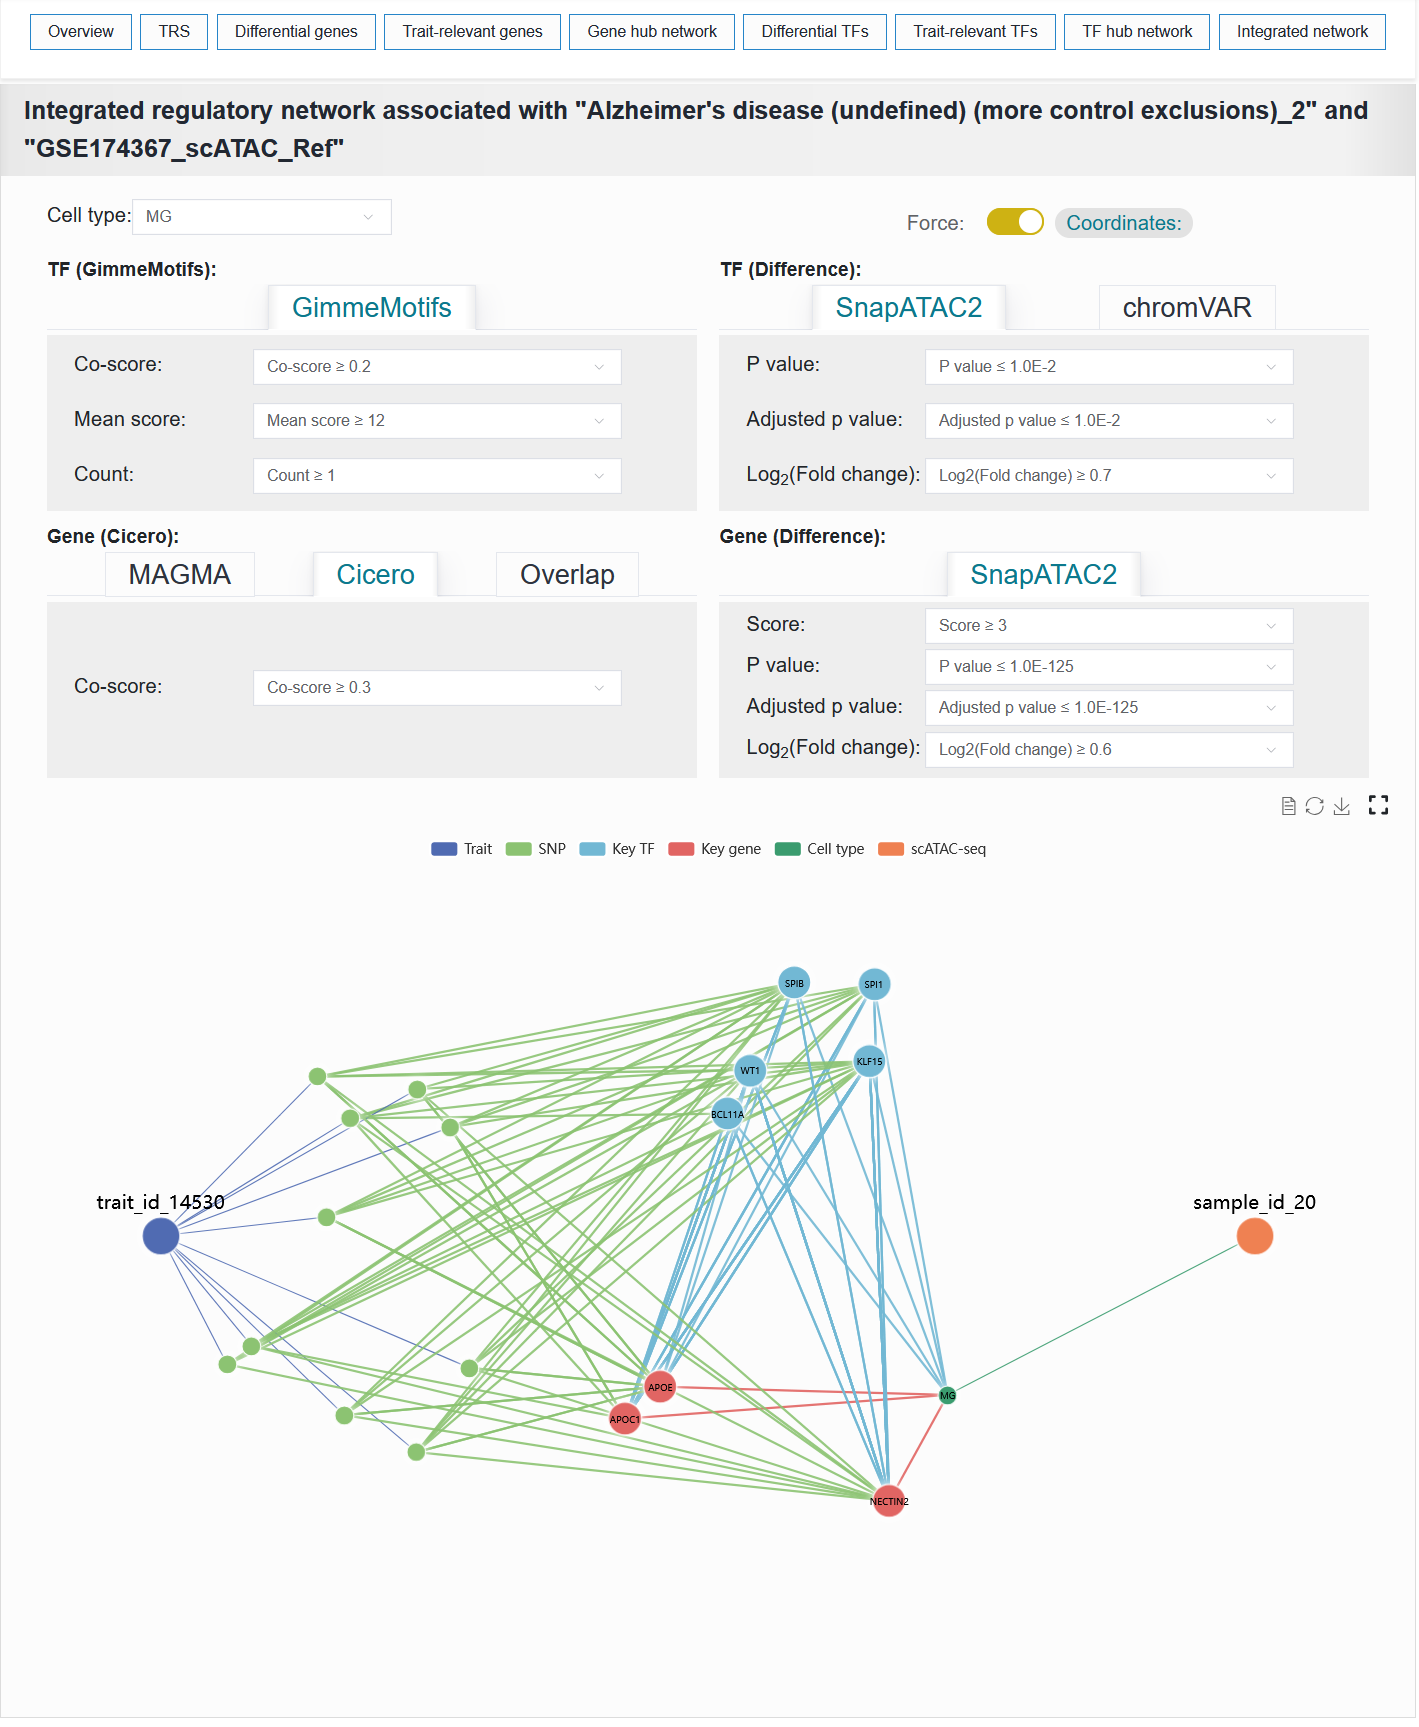 Overview TRS Differential genes Trait-relevant genes Gene hub network Differential TFs Trait-relevant TFs TF hub network Integrated network
Integrated regulatory network associated with "Alzheimer's disease (undefined) (more control exclusions)_2" and
"GSE174367_scATAC_Ref"
Cell type: MG Force: Coordinates:
TF (GimmeMotifs):
GimmeMotifs
Co-score: Co-score ≥ 0.2
Mean score: Mean score ≥ 12
Count: Count ≥ 1
TF (Difference):
SnapATAC2 chromVAR
P value: P value ≤ 1.0E-2
Adjusted p value: Adjusted p value ≤ 1.0E-2
Log2(Fold change): Log2(Fold change) ≥ 0.7
Gene (Cicero):
MAGMA Cicero Overlap
Co-score: Co-score ≥ 0.3
Gene (Difference):
SnapATAC2
Score: Score ≥ 3
P value: P value ≤ 1.0E-125
Adjusted p value: Adjusted p value ≤ 1.0E-125
Log2(Fold change): Log2(Fold change) ≥ 0.6
Trait SNP Key TF Key gene Cell type scATAC-seq
SPIB SPI1
WT1 KLF15
BCL11A
trait_id_14530 sample_id_20
APOE MG
APOC1
NECTIN2